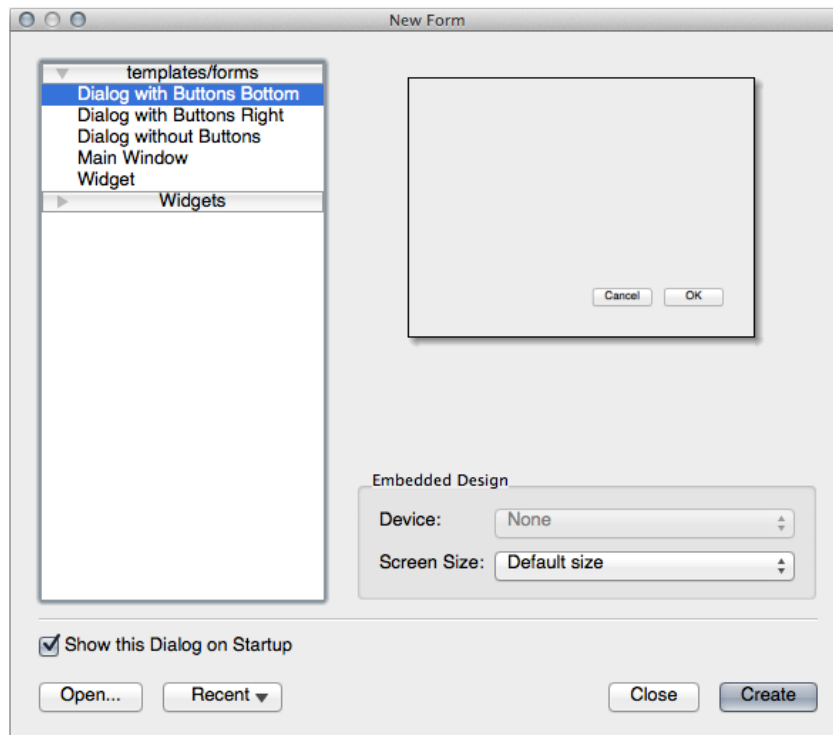 New Form
templates/forms
Dialog with Buttons Bottom
Dialog with Buttons Right
Dialog without Buttons
Main Window
Widget
Widgets
Cancel OK
Embedded Design
Device: None
Screen Size: Default size
Show this Dialog on Startup
Open... Recent Close Create